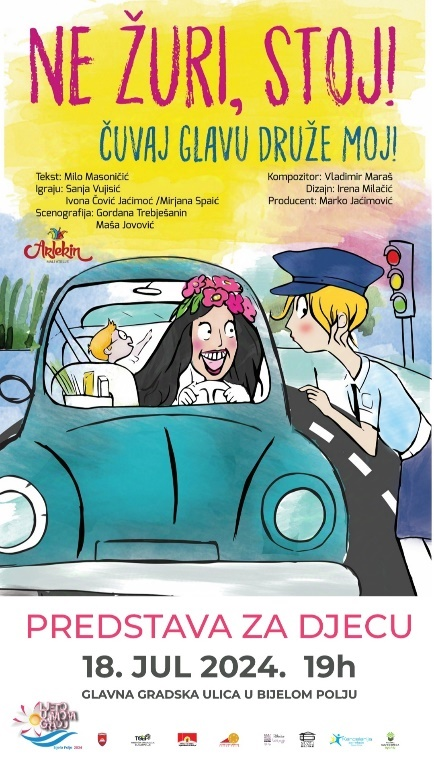 NE ŽURI, STOJ!
ČUVAJ GLAVU DRUŽE MOJ!
Tekst: Milo Masoničić
Igraju: Sanja Vujisić
Ivona Čović Jaćimoć /Mirjana Spaić
Scenografija: Gordana Trebješanin
Maša Jovović
Kompozitor: Vladimir Maraš
Dizajn: Irena Milačić
Producent: Marko Jaćimović
Arlekin
PREDSTAVA ZA DJECU
18. JUL 2024. 19h
GLAVNA GRADSKA ULICA U BIJELOM POLJU